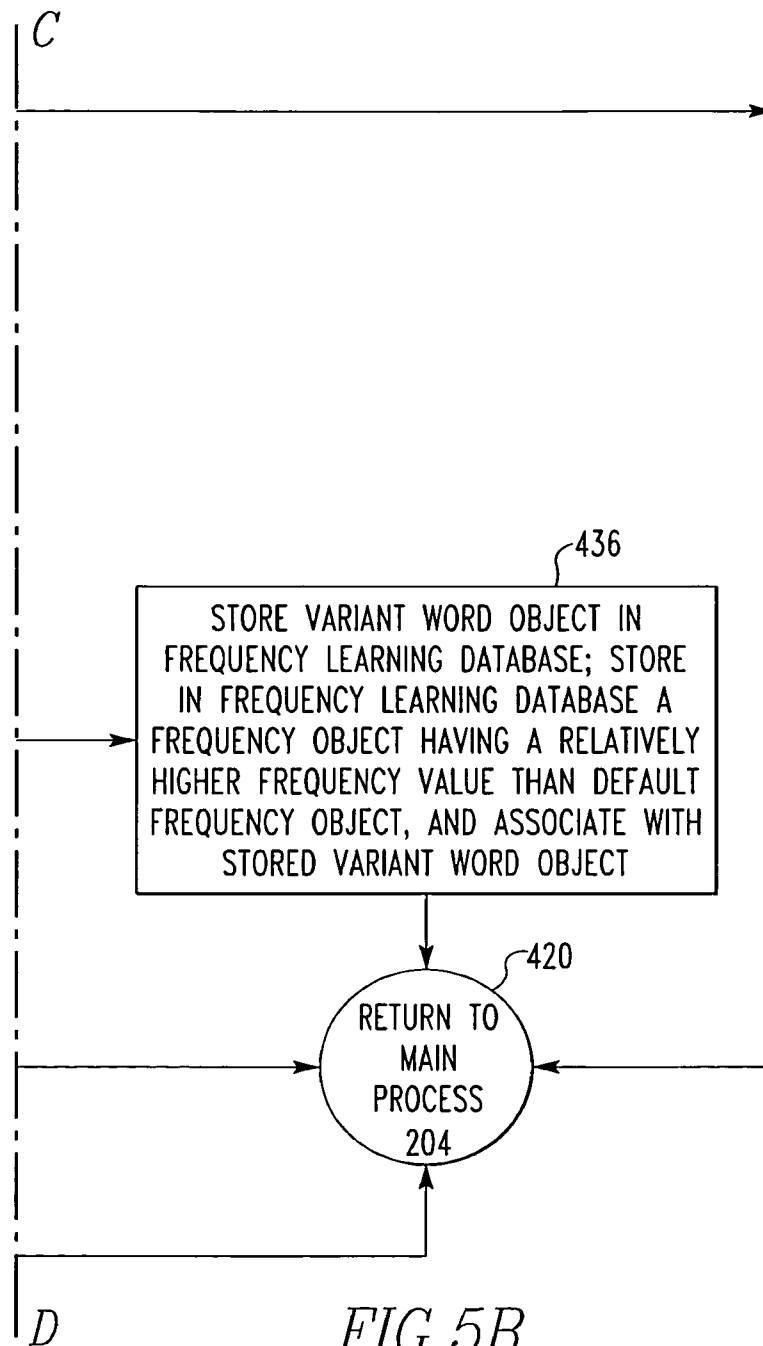 C
436
STORE VARIANT WORD OBJECT IN
FREQUENCY LEARNING DATABASE; STORE
IN FREQUENCY LEARNING DATABASE A
FREQUENCY OBJECT HAVING A RELATIVELY
HIGHER FREQUENCY VALUE THAN DEFAULT
FREQUENCY OBJECT, AND ASSOCIATE WITH
STORED VARIANT WORD OBJECT
420
RETURN TO
MAIN
PROCESS
204
D
FIG.5B